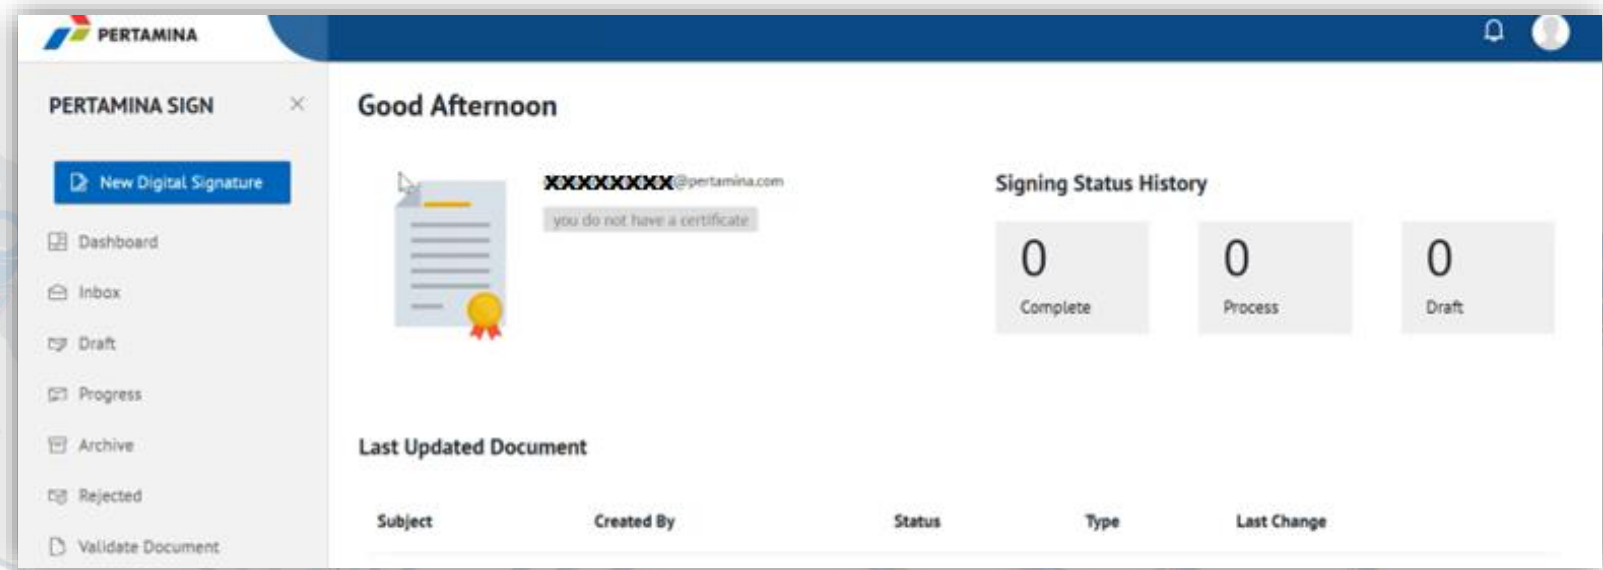 PERTAMINA
PERTAMINA SIGN
New Digital Signature
Dashboard
Inbox
Draft
Progress
Archive
Rejected
Validate Document
Good Afternoon
XXXXXXXX@pertamina.com
you do not have a certificate
Signing Status History
0
Complete
0
Process
0
Draft
Last Updated Document
Subject Created By Status Type Last Change